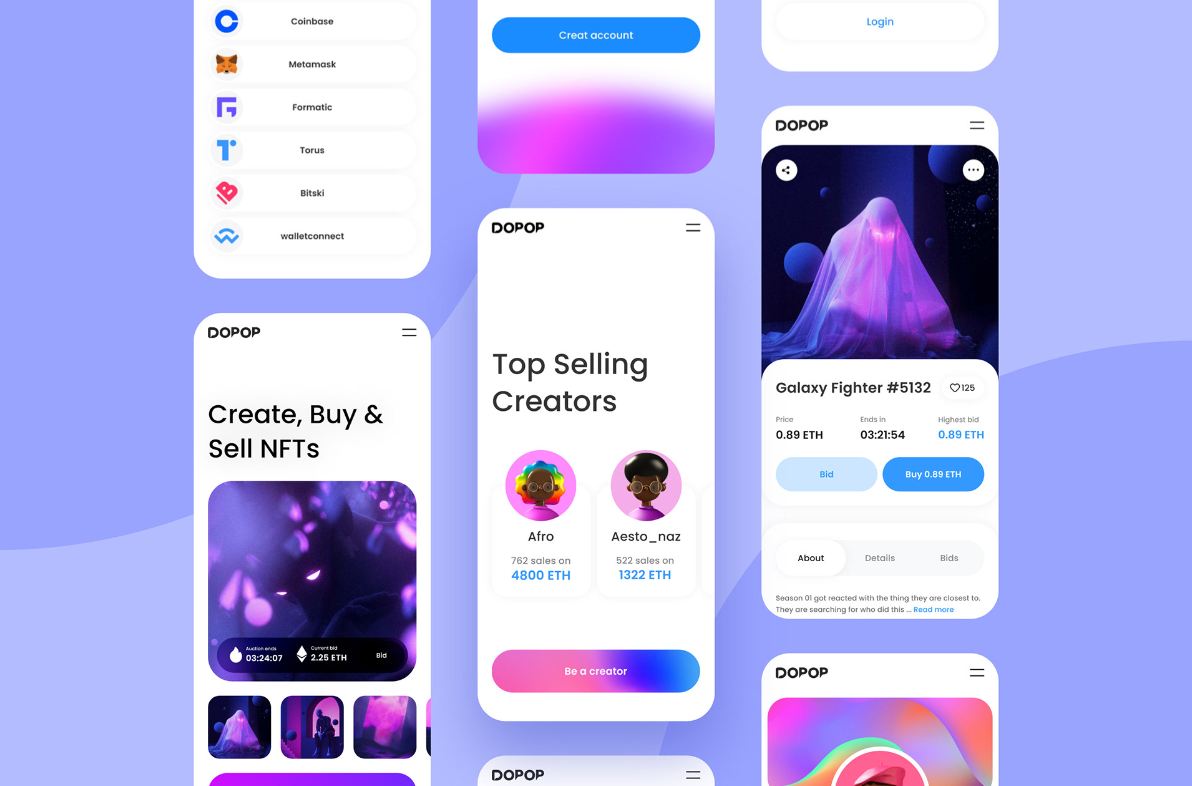 Coinbase
Metamask
Formatic
Torus
Bitski
walletconnect
DOPOP
Create, Buy &
Sell NFTs
Auction ends
03:24:07
Current bid
2.25 ETH
Bid
Creat account
DOPOP
Top Selling
Creators
Afro
762 sales on
4800 ETH
Aesto_naz
522 sales on
1322 ETH
Be a creator
DOPOP
Login
DOPOP
Galaxy Fighter #5132
125
Price
0.89 ETH
Ends in
03:21:54
Highest bid
0.89 ETH
Bid
Buy 0.89 ETH
About
Details
Bids
Season 01 got reacted with the thing they are closest to.
They are searching for who did this ... Read more
DOPOP